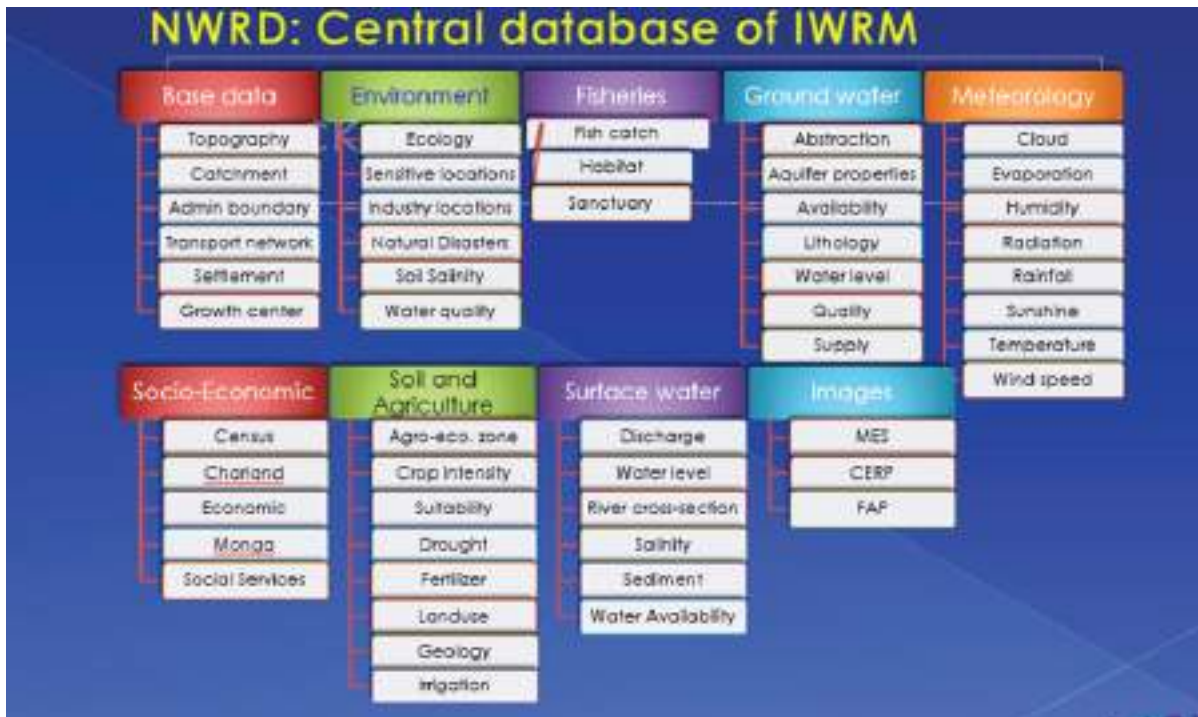 NWRD: Central database of IWRM
Base data
Topography
Catchment
Admin boundary
Transport network
Settlement
Growth center
Environment
Ecology
Sensitive locations
Industry locations
Natural Disasters
Soil Salinity
Water quality
Fisheries
Fish catch
Habitat
Sanctuary
Ground water
Abstraction
Aquifer properties
Availability
Lithology
Water level
Quality
Supply
Meteorology
Cloud
Evaporation
Humidity
Radiation
Rainfall
Sunshine
Temperature
Wind speed
Socio-Economic
Census
Charland
Economic
Monga
Social Services
Soil and
Agriculture
Agro-eco. zone
Crop intensity
Suitability
Drought
Fertilizer
Landuse
Geology
Irrigation
Surface water
Discharge
Water level
River cross-section
Salinity
Sediment
Water Availability
Images
MES
CERP
FAP